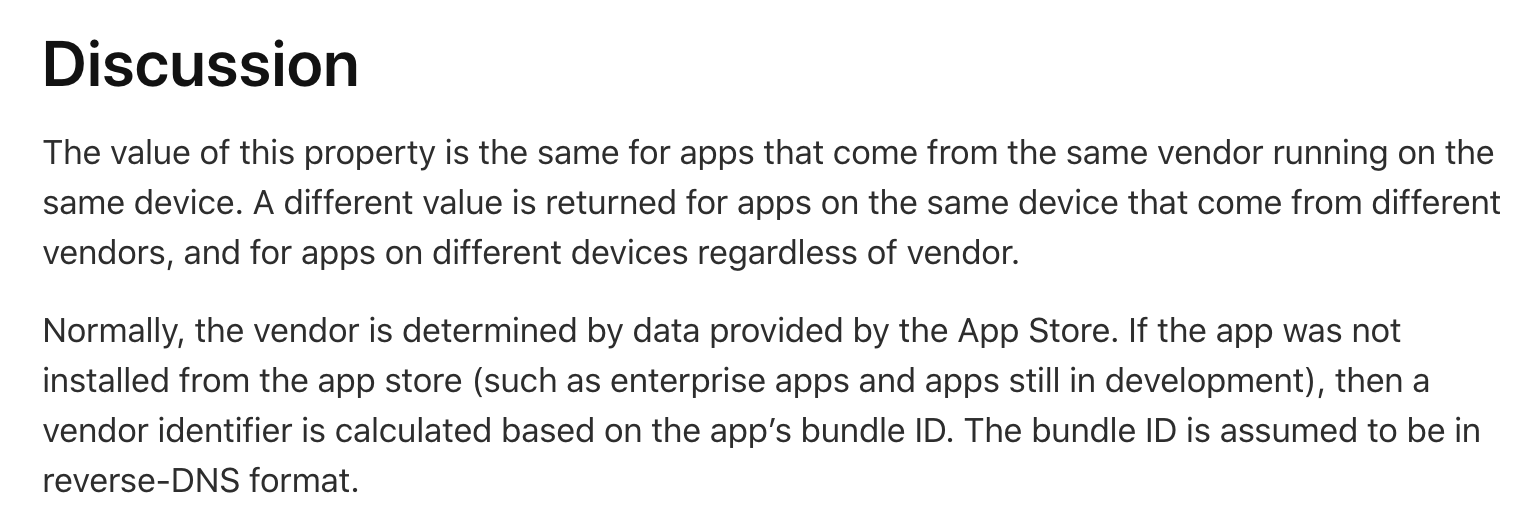 Discussion
The value of this property is the same for apps that come from the same vendor running on the
same device. A different value is returned for apps on the same device that come from different
vendors, and for apps on different devices regardless of vendor.
Normally, the vendor is determined by data provided by the App Store. If the app was not
installed from the app store (such as enterprise apps and apps still in development), then a
vendor identifier is calculated based on the app’s bundle ID. The bundle ID is assumed to be in
reverse-DNS format.